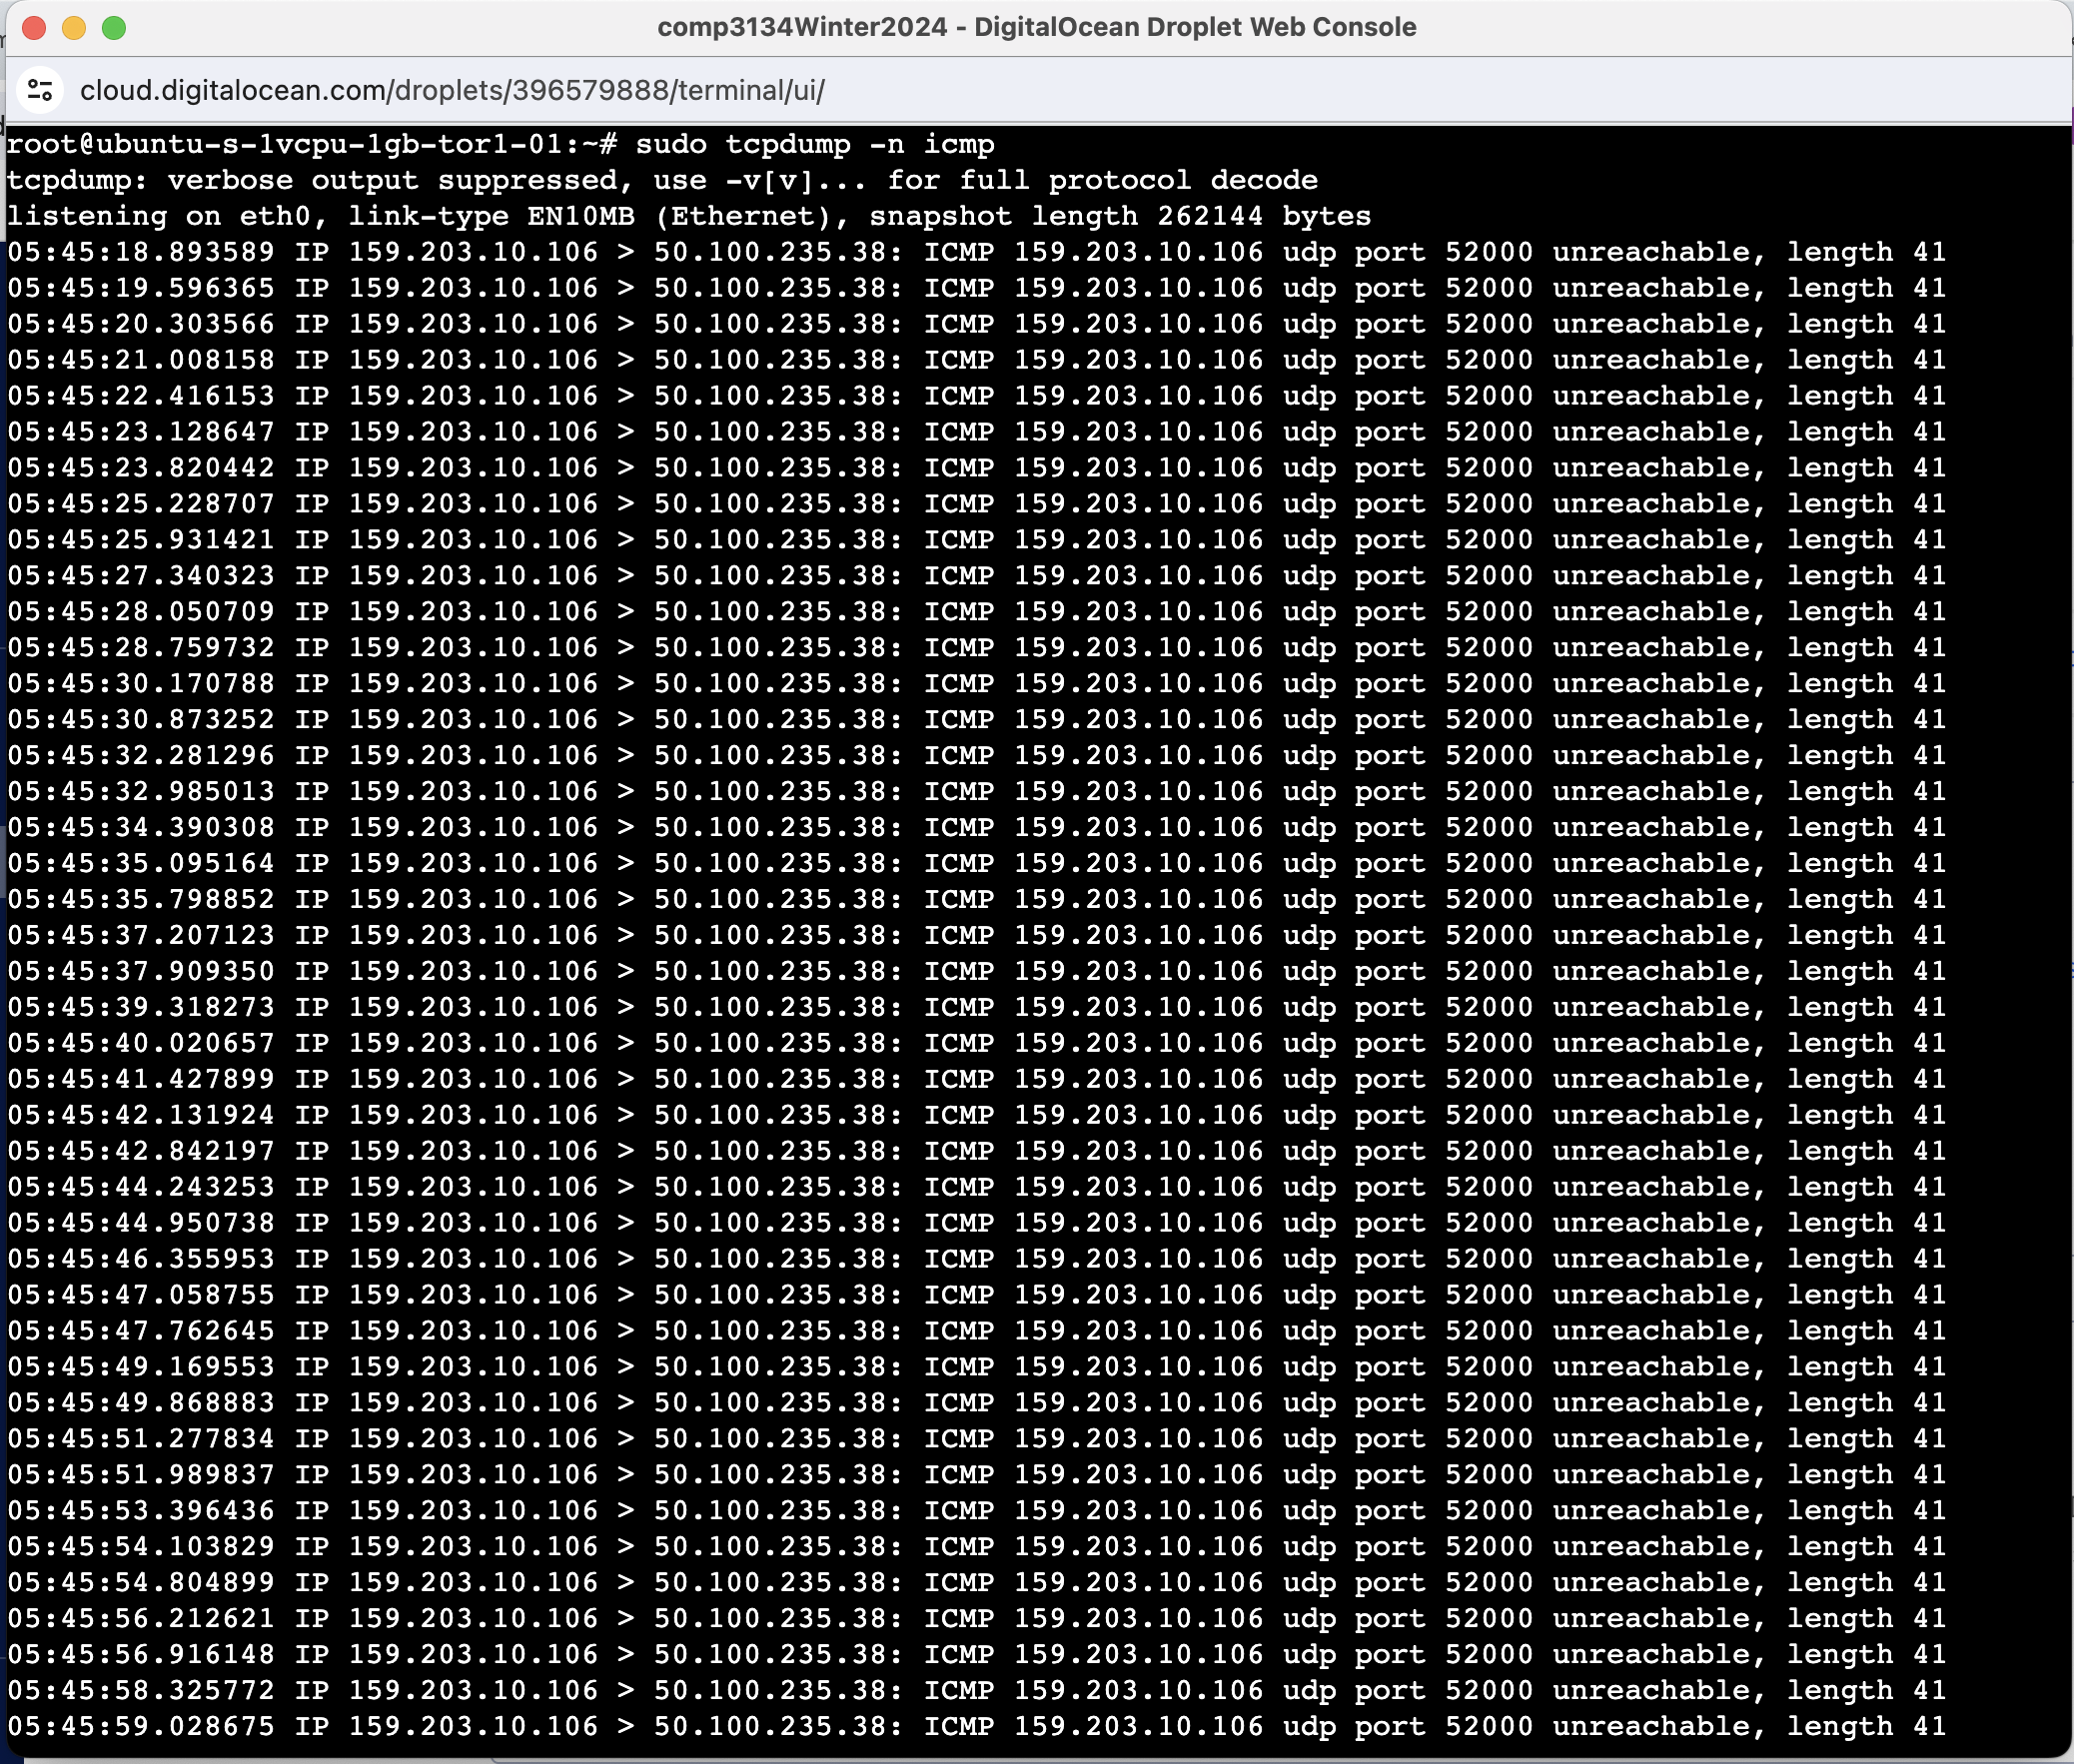 comp3134Winter2024 - DigitalOcean Droplet Web Console
cloud.digitalocean.com/droplets/396579888/terminal/ui/
root@ubuntu-s-1vcpu-1gb-tor1-01:~# sudo tcpdump -n icmp
tcpdump: verbose output suppressed, use -v[v]... for full protocol decode
listening on eth0, link-type EN10MB (Ethernet), snapshot length 262144 bytes
05:45:18.893589 IP 159.203.10.106 > 50.100.235.38: ICMP 159.203.10.106 udp port 52000 unreachable, length 41
05:45:19.596365 IP 159.203.10.106 > 50.100.235.38: ICMP 159.203.10.106 udp port 52000 unreachable, length 41
05:45:20.303566 IP 159.203.10.106 > 50.100.235.38: ICMP 159.203.10.106 udp port 52000 unreachable, length 41
05:45:21.008158 IP 159.203.10.106 > 50.100.235.38: ICMP 159.203.10.106 udp port 52000 unreachable, length 41
05:45:22.416153 IP 159.203.10.106 > 50.100.235.38: ICMP 159.203.10.106 udp port 52000 unreachable, length 41
05:45:23.128647 IP 159.203.10.106 > 50.100.235.38: ICMP 159.203.10.106 udp port 52000 unreachable, length 41
05:45:23.820442 IP 159.203.10.106 > 50.100.235.38: ICMP 159.203.10.106 udp port 52000 unreachable, length 41
05:45:25.228707 IP 159.203.10.106 > 50.100.235.38: ICMP 159.203.10.106 udp port 52000 unreachable, length 41
05:45:25.931421 IP 159.203.10.106 > 50.100.235.38: ICMP 159.203.10.106 udp port 52000 unreachable, length 41
05:45:27.340323 IP 159.203.10.106 > 50.100.235.38: ICMP 159.203.10.106 udp port 52000 unreachable, length 41
05:45:28.050709 IP 159.203.10.106 > 50.100.235.38: ICMP 159.203.10.106 udp port 52000 unreachable, length 41
05:45:28.759732 IP 159.203.10.106 > 50.100.235.38: ICMP 159.203.10.106 udp port 52000 unreachable, length 41
05:45:30.170788 IP 159.203.10.106 > 50.100.235.38: ICMP 159.203.10.106 udp port 52000 unreachable, length 41
05:45:30.873252 IP 159.203.10.106 > 50.100.235.38: ICMP 159.203.10.106 udp port 52000 unreachable, length 41
05:45:32.281296 IP 159.203.10.106 > 50.100.235.38: ICMP 159.203.10.106 udp port 52000 unreachable, length 41
05:45:32.985013 IP 159.203.10.106 > 50.100.235.38: ICMP 159.203.10.106 udp port 52000 unreachable, length 41
05:45:34.390308 IP 159.203.10.106 > 50.100.235.38: ICMP 159.203.10.106 udp port 52000 unreachable, length 41
05:45:35.095164 IP 159.203.10.106 > 50.100.235.38: ICMP 159.203.10.106 udp port 52000 unreachable, length 41
05:45:35.798852 IP 159.203.10.106 > 50.100.235.38: ICMP 159.203.10.106 udp port 52000 unreachable, length 41
05:45:37.207123 IP 159.203.10.106 > 50.100.235.38: ICMP 159.203.10.106 udp port 52000 unreachable, length 41
05:45:37.909350 IP 159.203.10.106 > 50.100.235.38: ICMP 159.203.10.106 udp port 52000 unreachable, length 41
05:45:39.318273 IP 159.203.10.106 > 50.100.235.38: ICMP 159.203.10.106 udp port 52000 unreachable, length 41
05:45:40.020657 IP 159.203.10.106 > 50.100.235.38: ICMP 159.203.10.106 udp port 52000 unreachable, length 41
05:45:41.427899 IP 159.203.10.106 > 50.100.235.38: ICMP 159.203.10.106 udp port 52000 unreachable, length 41
05:45:42.131924 IP 159.203.10.106 > 50.100.235.38: ICMP 159.203.10.106 udp port 52000 unreachable, length 41
05:45:42.842197 IP 159.203.10.106 > 50.100.235.38: ICMP 159.203.10.106 udp port 52000 unreachable, length 41
05:45:44.243253 IP 159.203.10.106 > 50.100.235.38: ICMP 159.203.10.106 udp port 52000 unreachable, length 41
05:45:44.950738 IP 159.203.10.106 > 50.100.235.38: ICMP 159.203.10.106 udp port 52000 unreachable, length 41
05:45:46.355953 IP 159.203.10.106 > 50.100.235.38: ICMP 159.203.10.106 udp port 52000 unreachable, length 41
05:45:47.058755 IP 159.203.10.106 > 50.100.235.38: ICMP 159.203.10.106 udp port 52000 unreachable, length 41
05:45:47.762645 IP 159.203.10.106 > 50.100.235.38: ICMP 159.203.10.106 udp port 52000 unreachable, length 41
05:45:49.169553 IP 159.203.10.106 > 50.100.235.38: ICMP 159.203.10.106 udp port 52000 unreachable, length 41
05:45:49.868883 IP 159.203.10.106 > 50.100.235.38: ICMP 159.203.10.106 udp port 52000 unreachable, length 41
05:45:51.277834 IP 159.203.10.106 > 50.100.235.38: ICMP 159.203.10.106 udp port 52000 unreachable, length 41
05:45:51.989837 IP 159.203.10.106 > 50.100.235.38: ICMP 159.203.10.106 udp port 52000 unreachable, length 41
05:45:53.396436 IP 159.203.10.106 > 50.100.235.38: ICMP 159.203.10.106 udp port 52000 unreachable, length 41
05:45:54.103829 IP 159.203.10.106 > 50.100.235.38: ICMP 159.203.10.106 udp port 52000 unreachable, length 41
05:45:54.804899 IP 159.203.10.106 > 50.100.235.38: ICMP 159.203.10.106 udp port 52000 unreachable, length 41
05:45:56.212621 IP 159.203.10.106 > 50.100.235.38: ICMP 159.203.10.106 udp port 52000 unreachable, length 41
05:45:56.916148 IP 159.203.10.106 > 50.100.235.38: ICMP 159.203.10.106 udp port 52000 unreachable, length 41
05:45:58.325772 IP 159.203.10.106 > 50.100.235.38: ICMP 159.203.10.106 udp port 52000 unreachable, length 41
05:45:59.028675 IP 159.203.10.106 > 50.100.235.38: ICMP 159.203.10.106 udp port 52000 unreachable, length 41